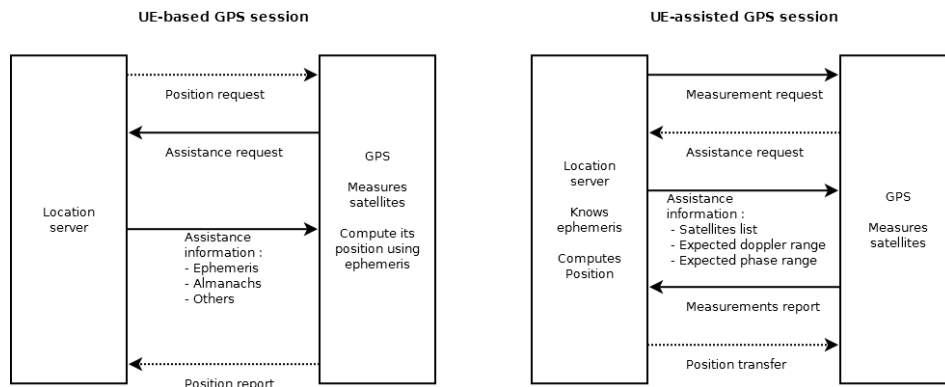 UE-based GPS session
Position request
Assistance request
Location
server
Assistance
information :
- Ephemeris
- Almanachs
- Others
GPS
Measures
satellites
Compute its
position using
ephemeris
Position report
UE-assisted GPS session
Measurement request
Assistance request
Location
server
Knows
ephemeris
Computes
Position
Assistance
information :
- Satellites list
- Expected doppler range
- Expected phase range
GPS
Measures
satellites
Measurements report
Position transfer